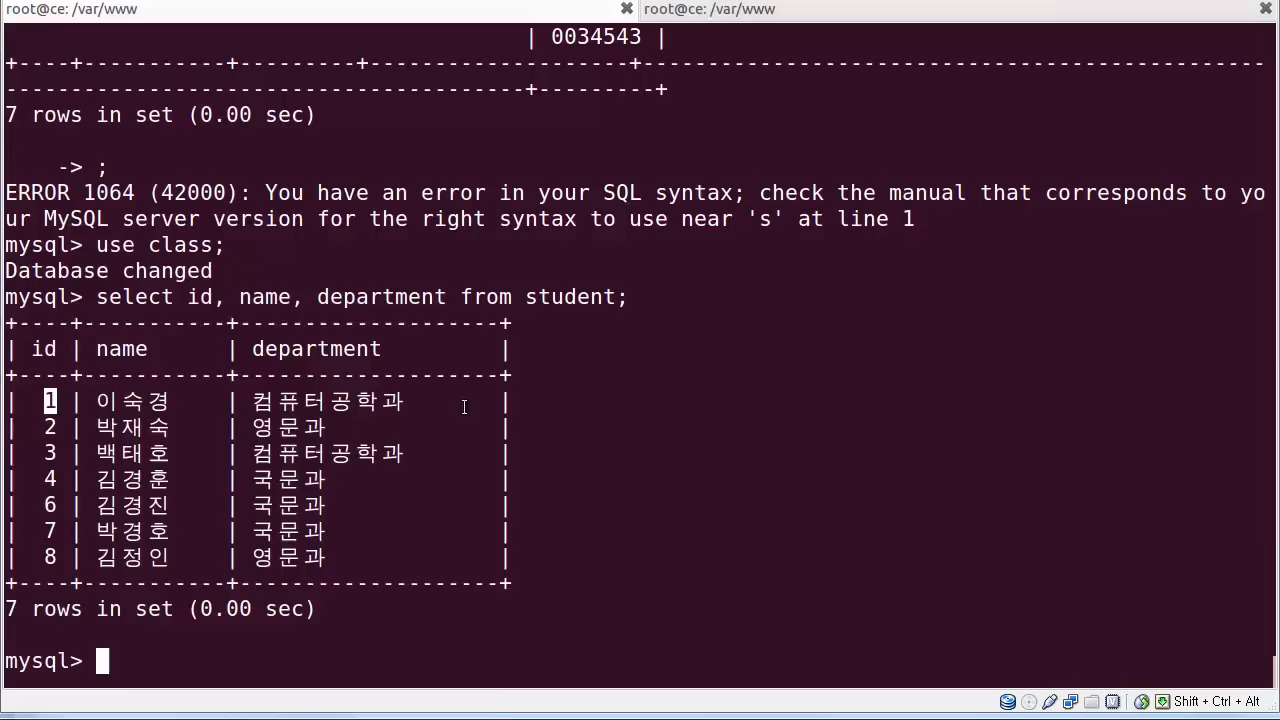 root@ce: /var/www
root@ce: /var/www
| 0034543 |
+----+-----------+---------+--------------------+------------------------------------------------
----------------------------------------+---------+
7 rows in set (0.00 sec)
-> ;
ERROR 1064 (42000): You have an error in your SQL syntax; check the manual that corresponds to yo
ur MySQL server version for the right syntax to use near 's' at line 1
mysql> use class;
Database changed
mysql> select id, name, department from student;
+----+-----------+--------------------+
| id | name | department |
+----+-----------+--------------------+
| 1 | 이숙경 | 컴퓨터공학과 |
| 2 | 박재숙 | 영문과 |
| 3 | 백태호 | 컴퓨터공학과 |
| 4 | 김경훈 | 국문과 |
| 6 | 김경진 | 국문과 |
| 7 | 박경호 | 국문과 |
| 8 | 김정인 | 영문과 |
+----+-----------+--------------------+
7 rows in set (0.00 sec)
mysql>
Shift + Ctrl + Alt